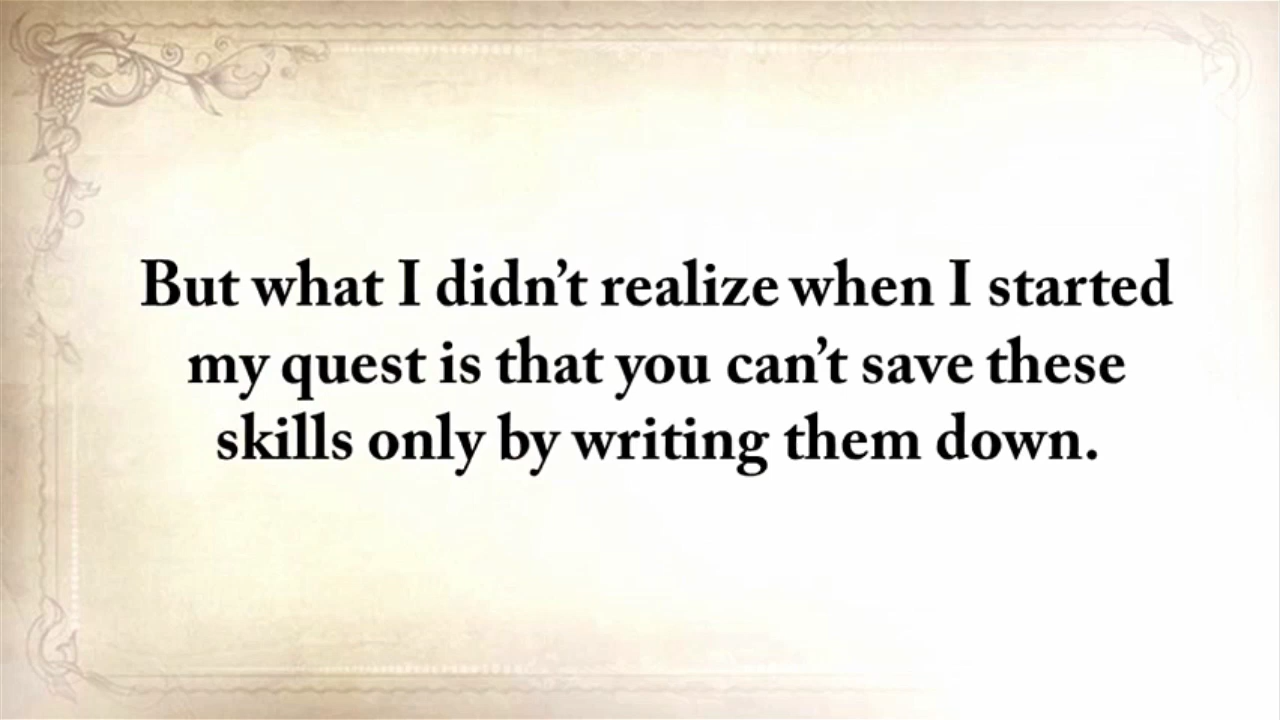 But what I didn’t realize when I started
my quest is that you can’t save these
skills only by writing them down.